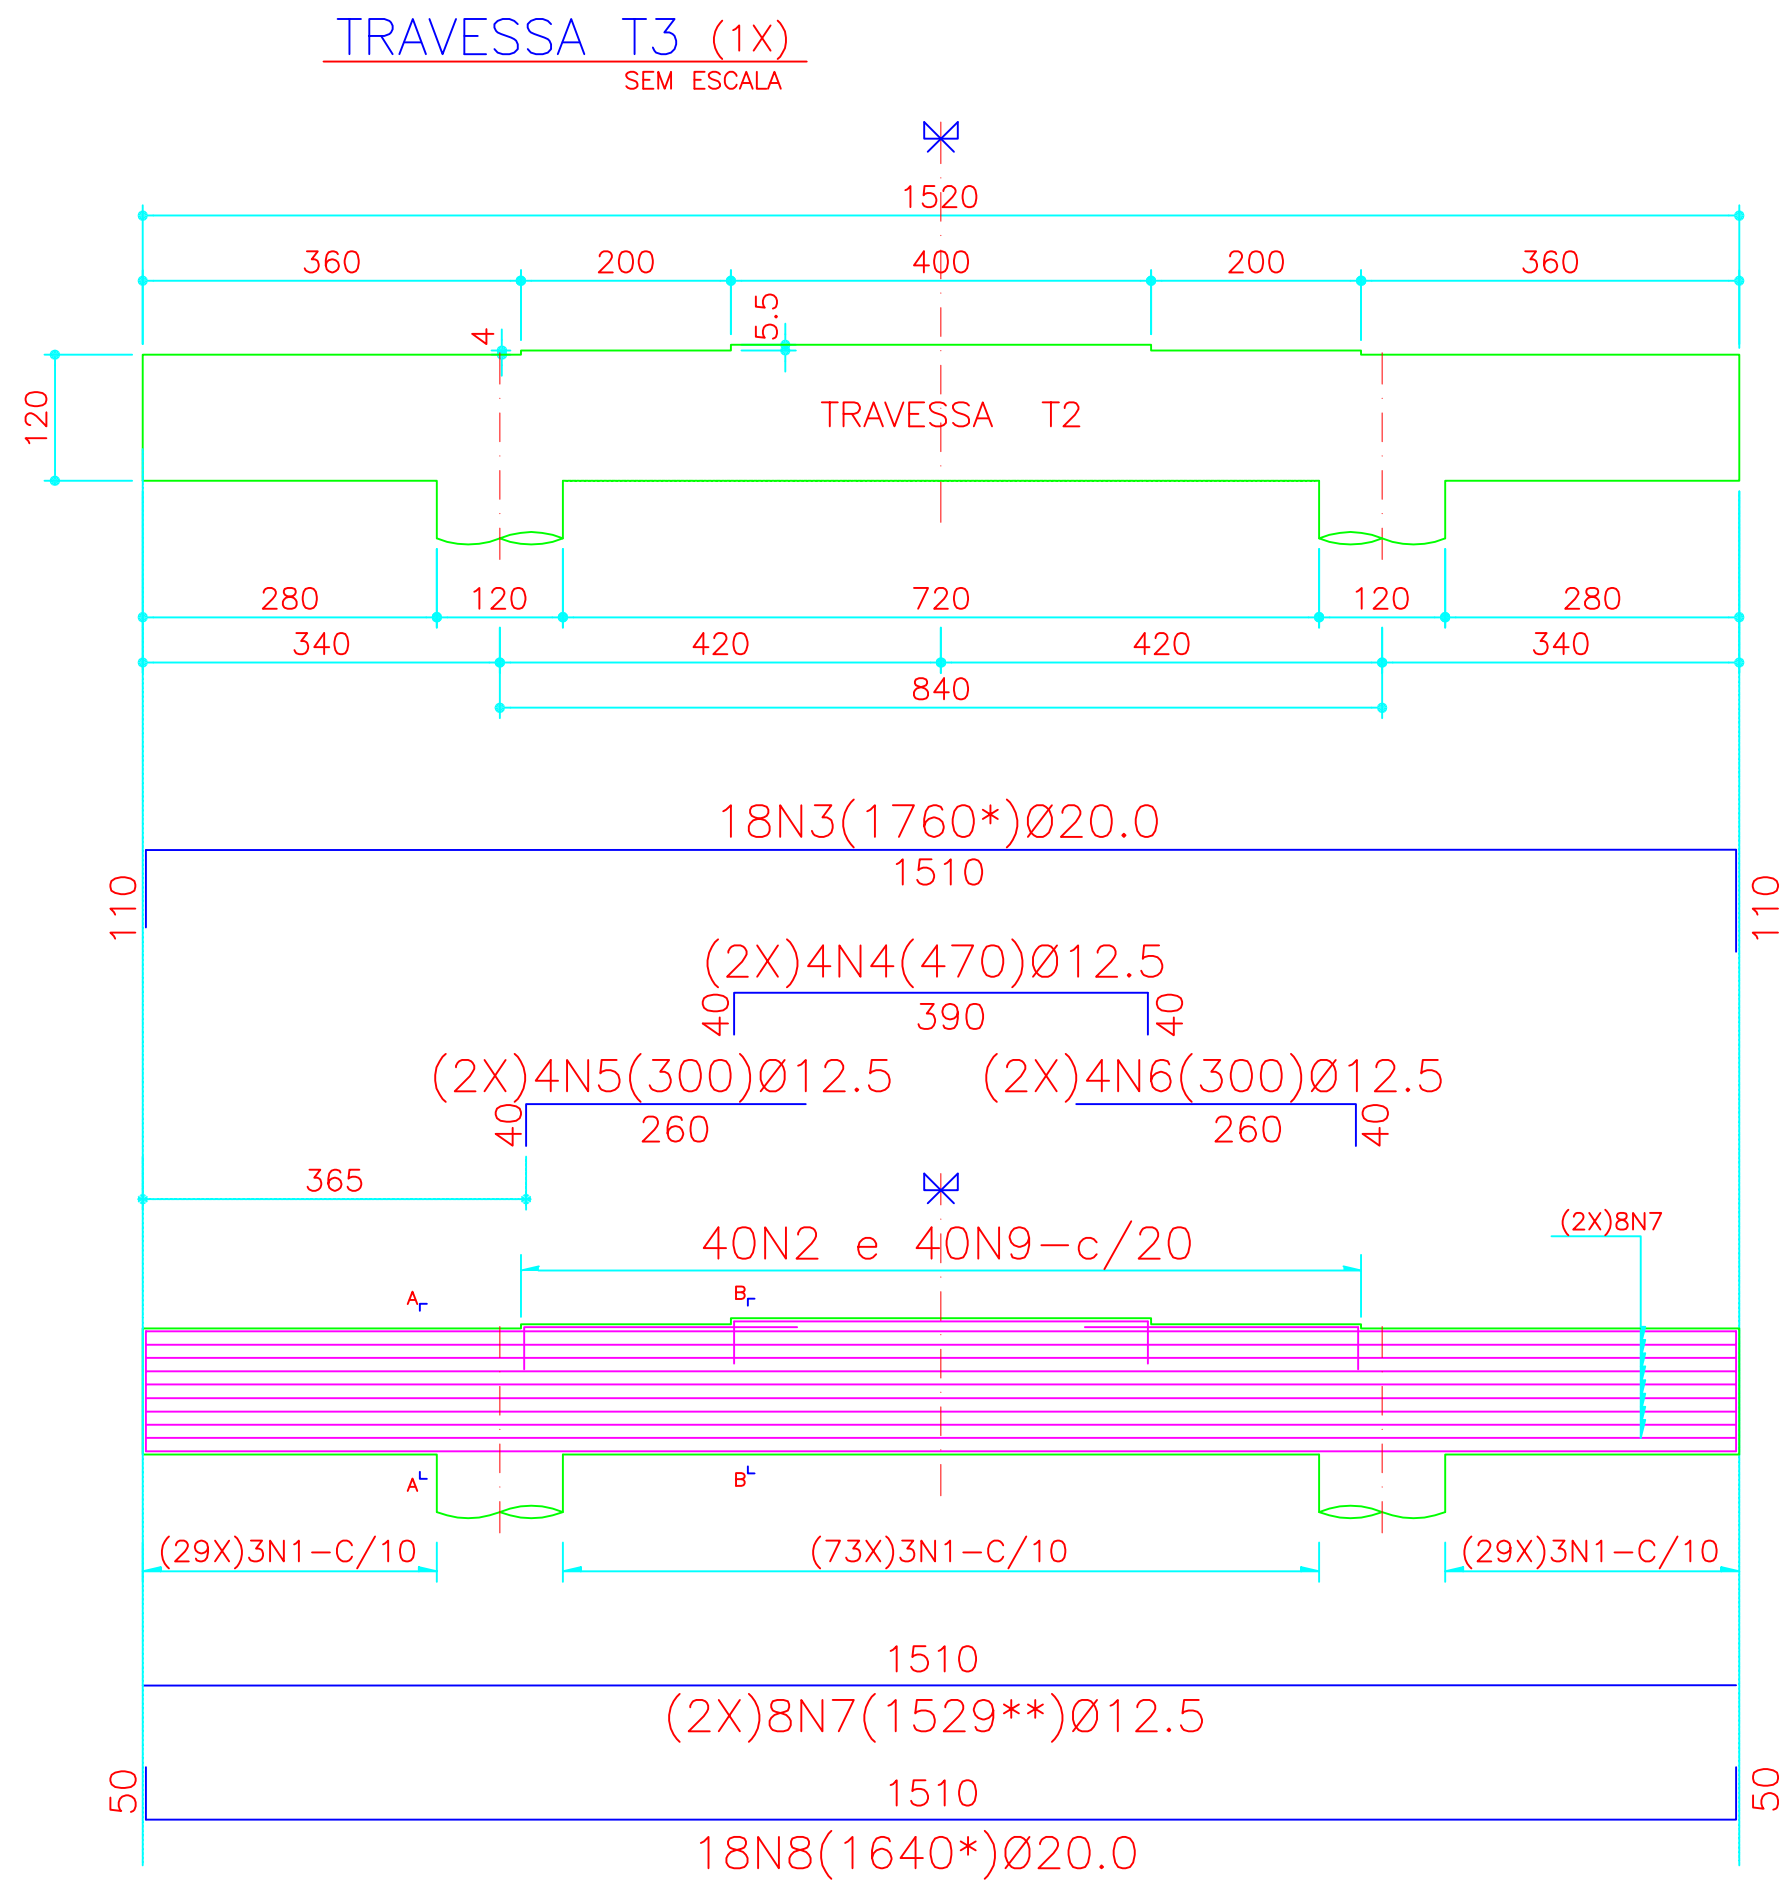 TRAVESSA T3 (1X)
SEM ESCALA
1520
360 200 400 200 360
4 5.5
120
TRAVESSA T2
280 120 720 120 280
340 420 420 340
840
18N3(1760*)Ø20.0
110 1510 110
(2X)4N4(470)Ø12.5
40 390 40
(2X)4N5(300)Ø12.5 (2X)4N6(300)Ø12.5
40 260 260 40
365
(2X)8N7
40N2 e 40N9-c/20
A B
A B
(29X)3N1-C/10 (73X)3N1-C/10 (29X)3N1-C/10
1510
(2X)8N7(1529**)Ø12.5
50 1510 50
18N8(1640*)Ø20.0